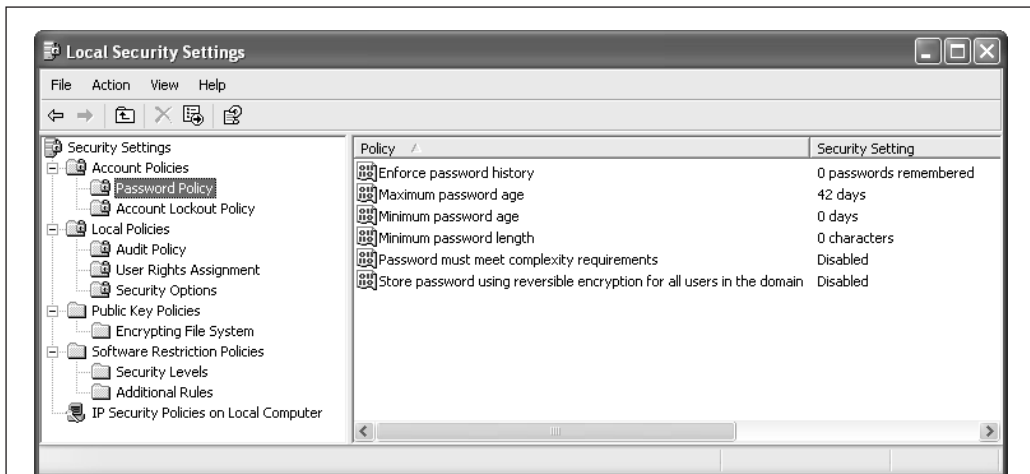 Local Security Settings
File Action View Help
Security Settings
Account Policies
Password Policy
Account Lockout Policy
Local Policies
Audit Policy
User Rights Assignment
Security Options
Public Key Policies
Encrypting File System
Software Restriction Policies
Security Levels
Additional Rules
IP Security Policies on Local Computer
Policy Security Setting
Enforce password history 0 passwords remembered
Maximum password age 42 days
Minimum password age 0 days
Minimum password length 0 characters
Password must meet complexity requirements Disabled
Store password using reversible encryption for all users in the domain Disabled